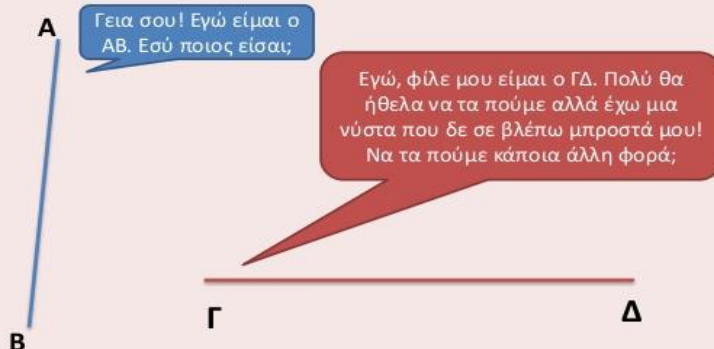 Α
Γεια σου! Εγώ είμαι ο
ΑΒ. Εσύ ποιος είσαι;
Εγώ, φίλε μου είμαι ο ΓΔ. Πολύ θα
ήθελα να τα πούμε αλλά έχω μια
νύστα που δε σε βλέπω μπροστά μου!
Να τα πούμε κάποια άλλη φορά;
Γ
Δ
Β